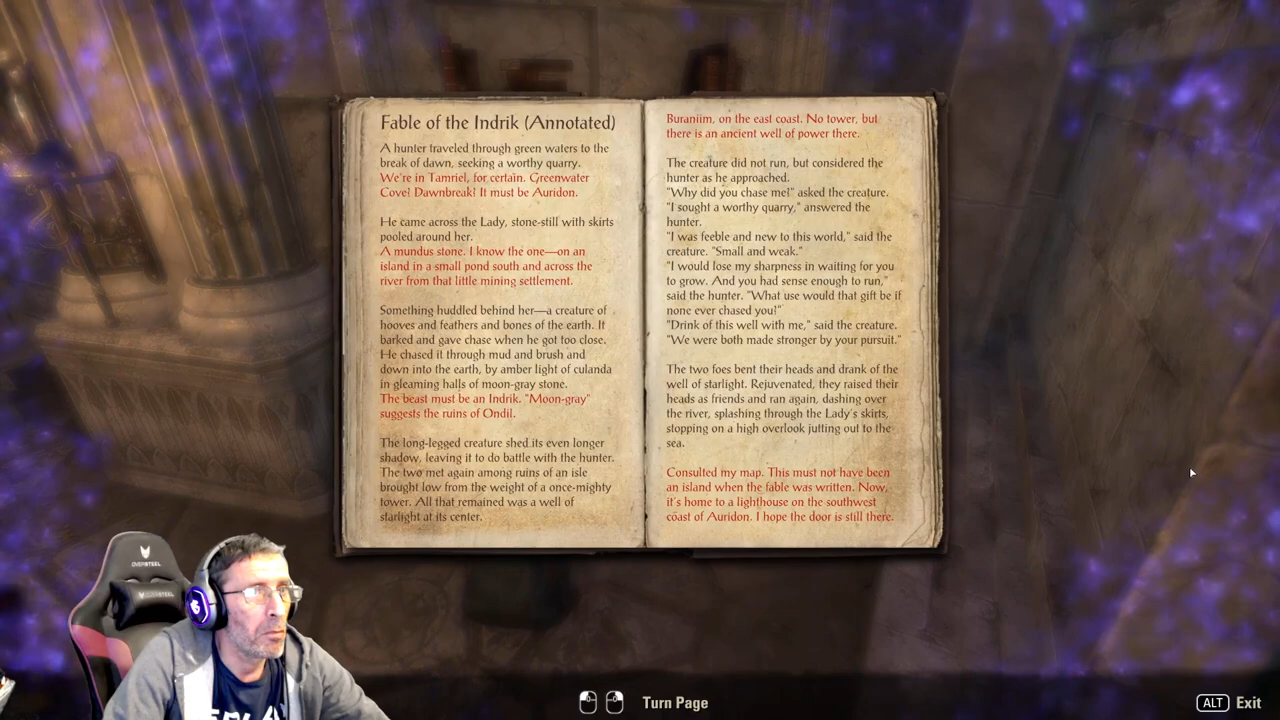 Fable of the Indrik (Annotated)
A hunter traveled through green waters to the
break of dawn, seeking a worthy quarry.
We're in Tamriel, for certain. Greenwater
Cove? Dawnbreak? It must be Auridon.
He came across the Lady, stone-still with skirts
pooled around her.
A mundus stone. I know the one—on an
island in a small pond south and across the
river from that little mining settlement.
Something huddled behind her—a creature of
hooves and feathers and bones of the earth. It
barked and gave chase when he got too close.
He chased it through mud and brush and
down into the earth, by amber light of culanda
in gleaming halls of moon-gray stone.
The beast must be an Indrik. "Moon-gray"
suggests the ruins of Ondil.
The long-legged creature shed its even longer
shadow, leaving it to do battle with the hunter.
The two met again among ruins of an isle
brought low from the weight of a once-mighty
tower. All that remained was a well of
starlight at its center.
Buraniim, on the east coast. No tower, but
there is an ancient well of power there.
The creature did not run, but considered the
hunter as he approached.
"Why did you chase me?" asked the creature.
"I sought a worthy quarry," answered the
hunter.
"I was feeble and new to this world," said the
creature. "Small and weak."
"I would lose my sharpness in waiting for you
to grow. And you had sense enough to run,"
said the hunter. "What use would that gift be if
none ever chased you?"
"Drink of this well with me," said the creature.
"We were both made stronger by your pursuit."
The two foes bent their heads and drank of the
well of starlight. Rejuvenated, they raised their
heads as friends and ran again, dashing over
the river, splashing through the Lady's skirts,
stopping on a high overlook jutting out to the
sea.
Consulted my map. This must not have been
an island when the fable was written. Now,
it's home to a lighthouse on the southwest
coast of Auridon. I hope the door is still there.
OVERSTEEL
OVERSTEEL
Turn Page
ALT Exit